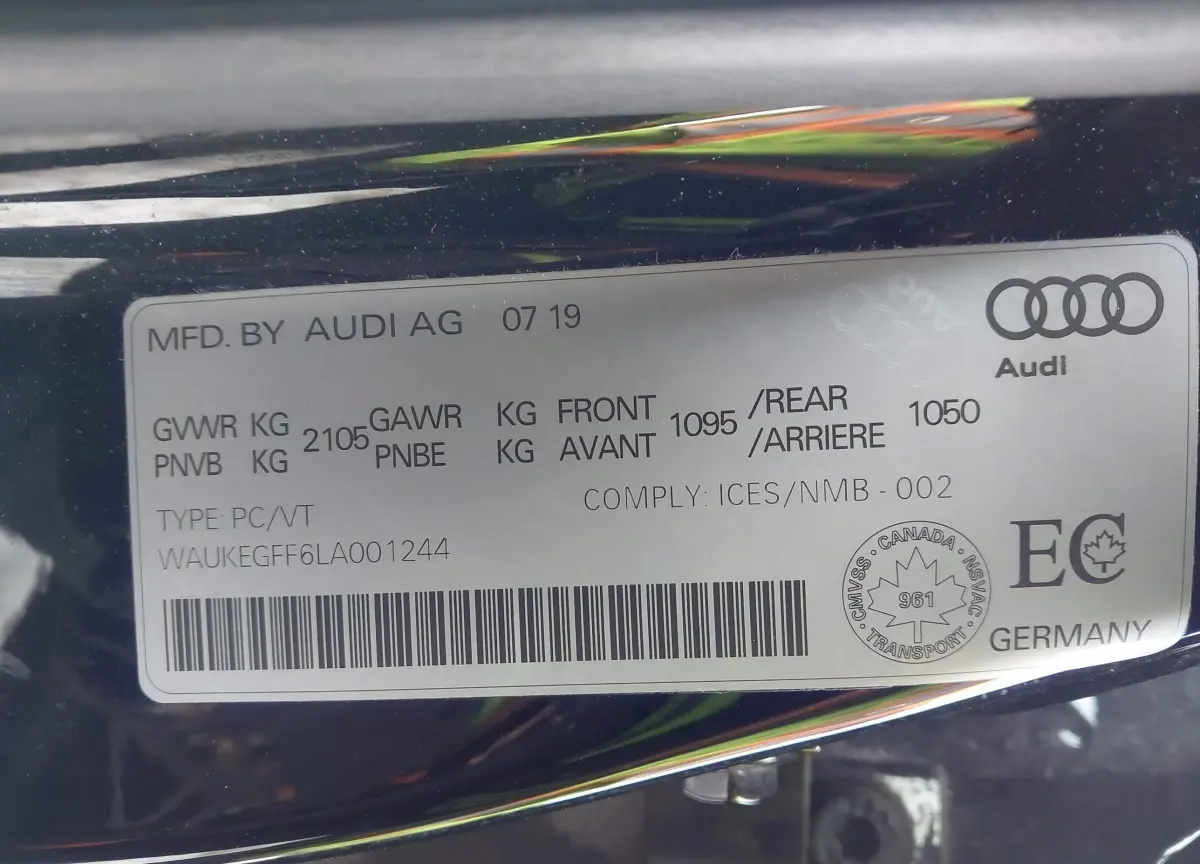 MFD. BY AUDI AG 07 19
Audi
GVWR KG 2105 GAWR KG FRONT 1095 /REAR 1050
PNVB KG PNBE KG AVANT /ARRIERE
COMPLY: ICES/NMB - 002
TYPE: PC/VT
WAUKEGFF6LA001244
CMVSS · CANADA · NSVAC · TRANSPORT
961
EC
GERMANY